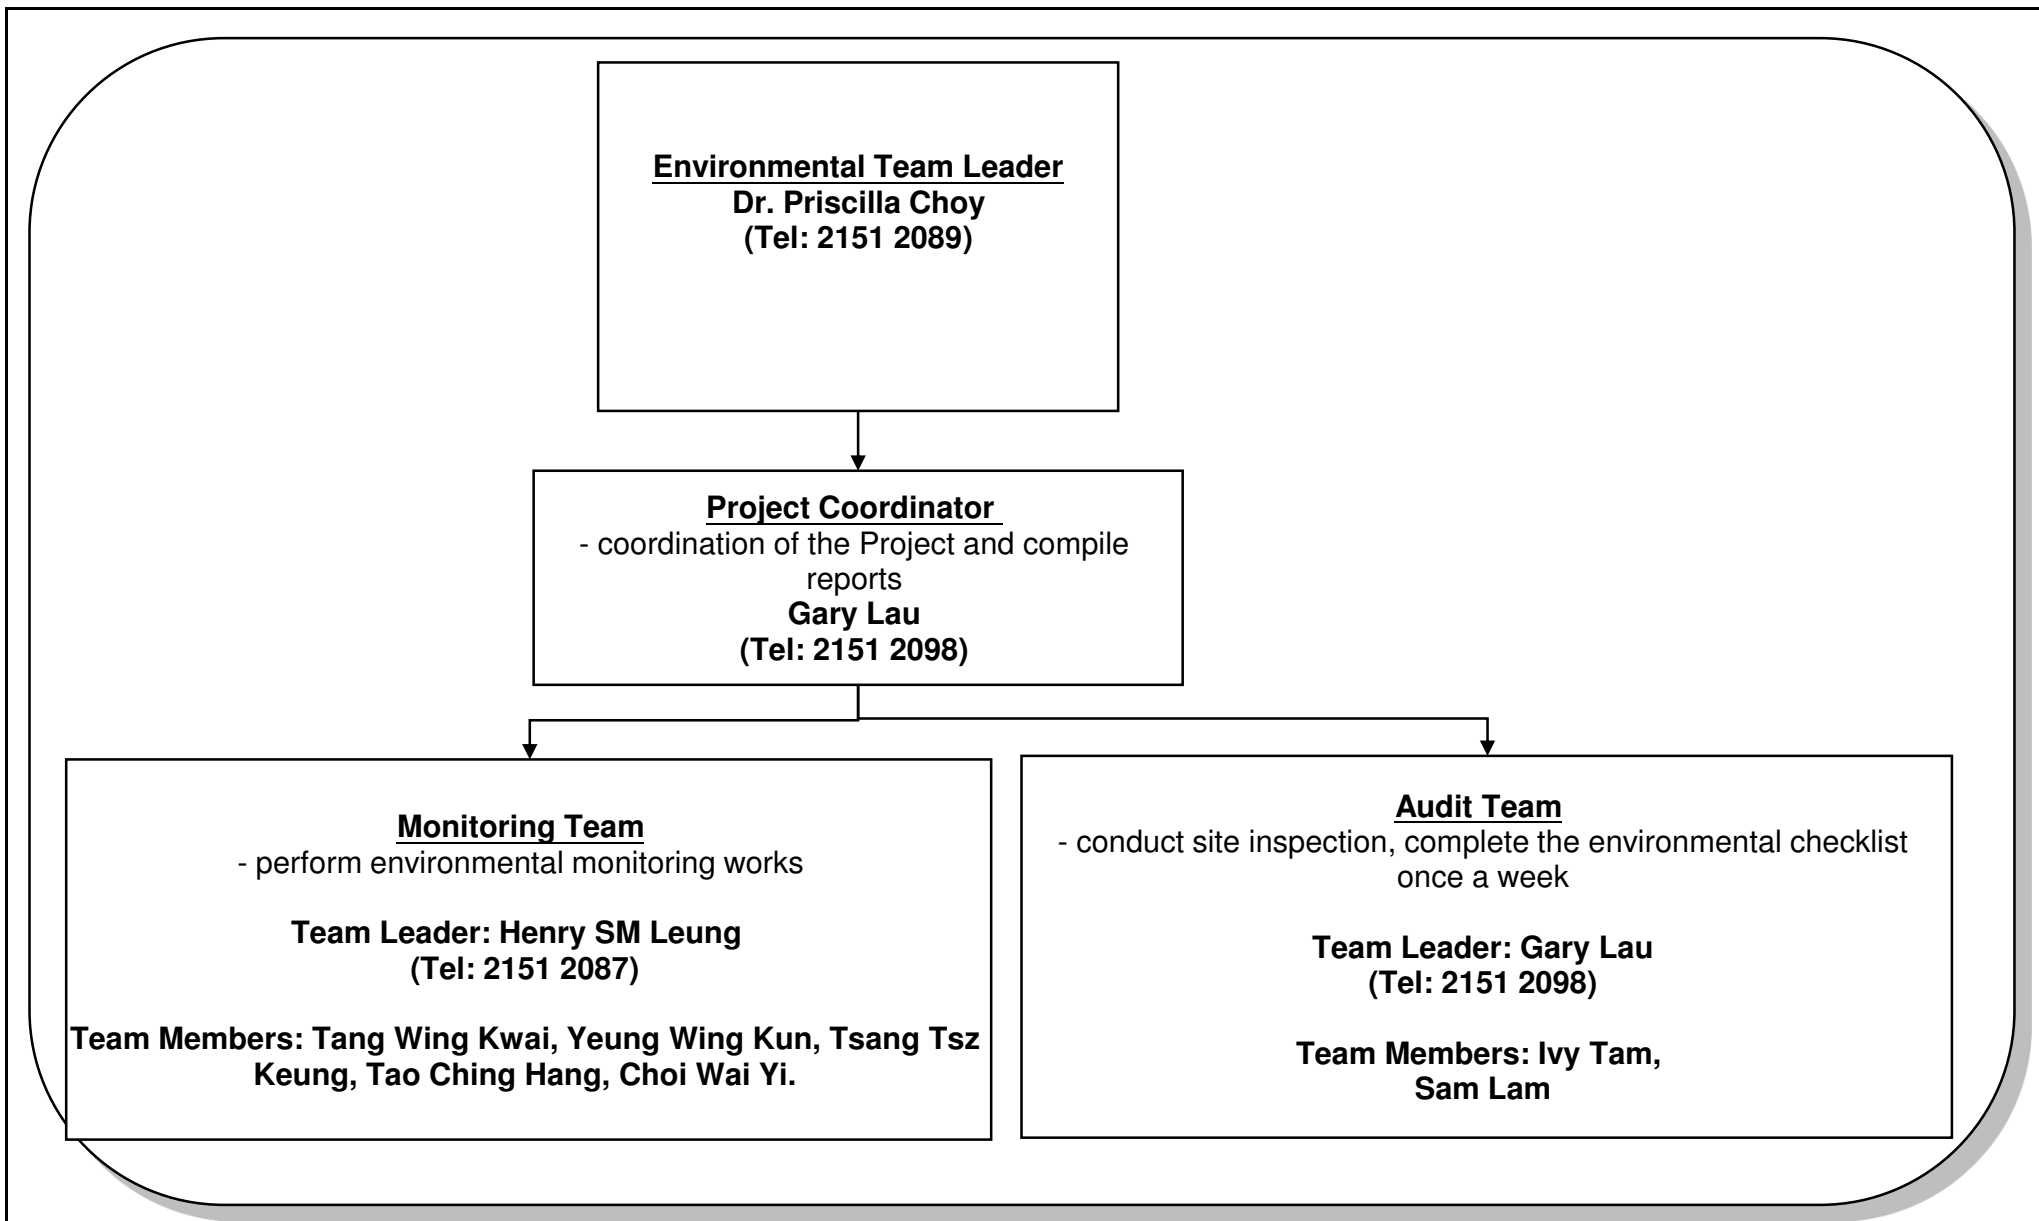 Environmental Team Leader
Dr. Priscilla Choy
(Tel: 2151 2089)
Project Coordinator
- coordination of the Project and compile
reports
Gary Lau
(Tel: 2151 2098)
Monitoring Team
- perform environmental monitoring works
Team Leader: Henry SM Leung
(Tel: 2151 2087)
Team Members: Tang Wing Kwai, Yeung Wing Kun, Tsang Tsz
Keung, Tao Ching Hang, Choi Wai Yi.
Audit Team
- conduct site inspection, complete the environmental checklist
once a week
Team Leader: Gary Lau
(Tel: 2151 2098)
Team Members: Ivy Tam,
Sam Lam